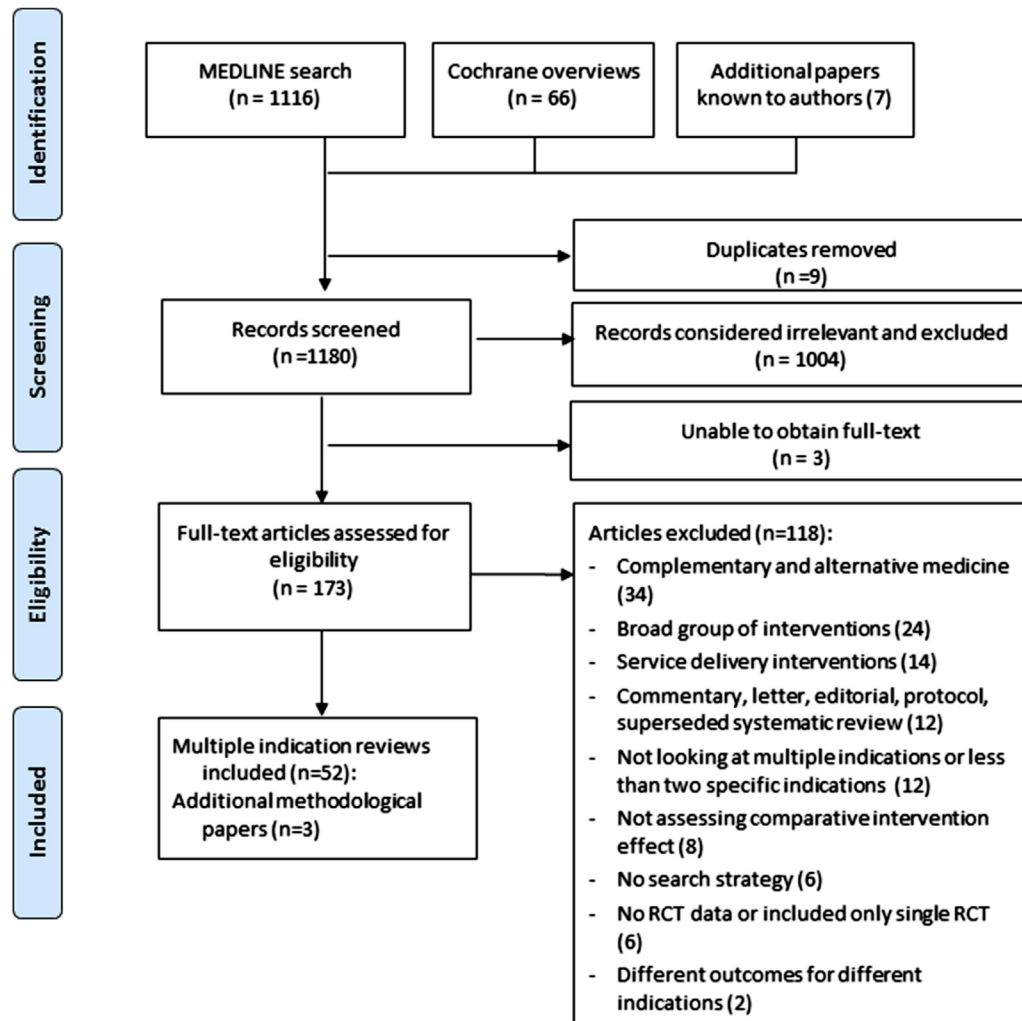 Identification
MEDLINE search
(n = 1116)
Cochrane overviews
(n = 66)
Additional papers
known to authors (7)
Screening
Duplicates removed
(n =9)
Records screened
(n =1180)
Records considered irrelevant and excluded
(n = 1004)
Unable to obtain full-text
(n = 3)
Eligibility
Full-text articles assessed for
eligibility
(n = 173)
Articles excluded (n=118):
- Complementary and alternative medicine
(34)
- Broad group of interventions (24)
- Service delivery interventions (14)
- Commentary, letter, editorial, protocol,
superseded systematic review (12)
- Not looking at multiple indications or less
than two specific indications (12)
- Not assessing comparative intervention
effect (8)
- No search strategy (6)
- No RCT data or included only single RCT
(6)
- Different outcomes for different
indications (2)
Included
Multiple indication reviews
included (n=52):
Additional methodological
papers (n=3)